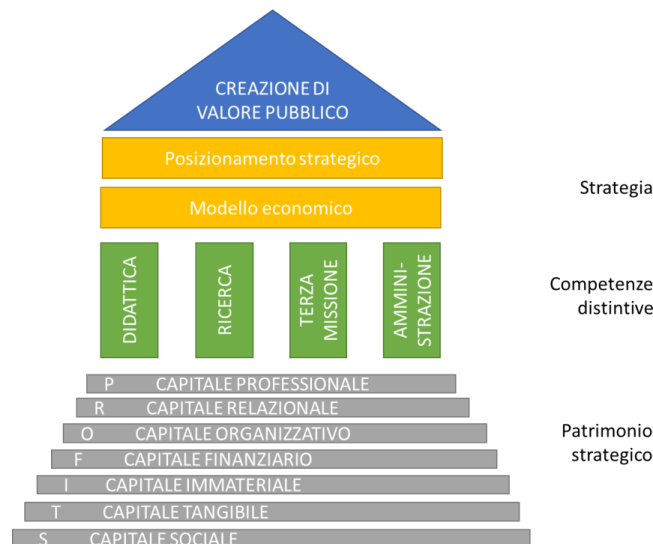 CREAZIONE DI
VALORE PUBBLICO
Posizionamento strategico
Modello economico
Strategia
DIDATTICA
RICERCA
TERZA
MISSIONE
AMMINI-
STRAZIONE
Competenze
distintive
P CAPITALE PROFESSIONALE
R CAPITALE RELAZIONALE
O CAPITALE ORGANIZZATIVO
F CAPITALE FINANZIARIO
I CAPITALE IMMATERIALE
T CAPITALE TANGIBILE
S CAPITALE SOCIALE
Patrimonio
strategico